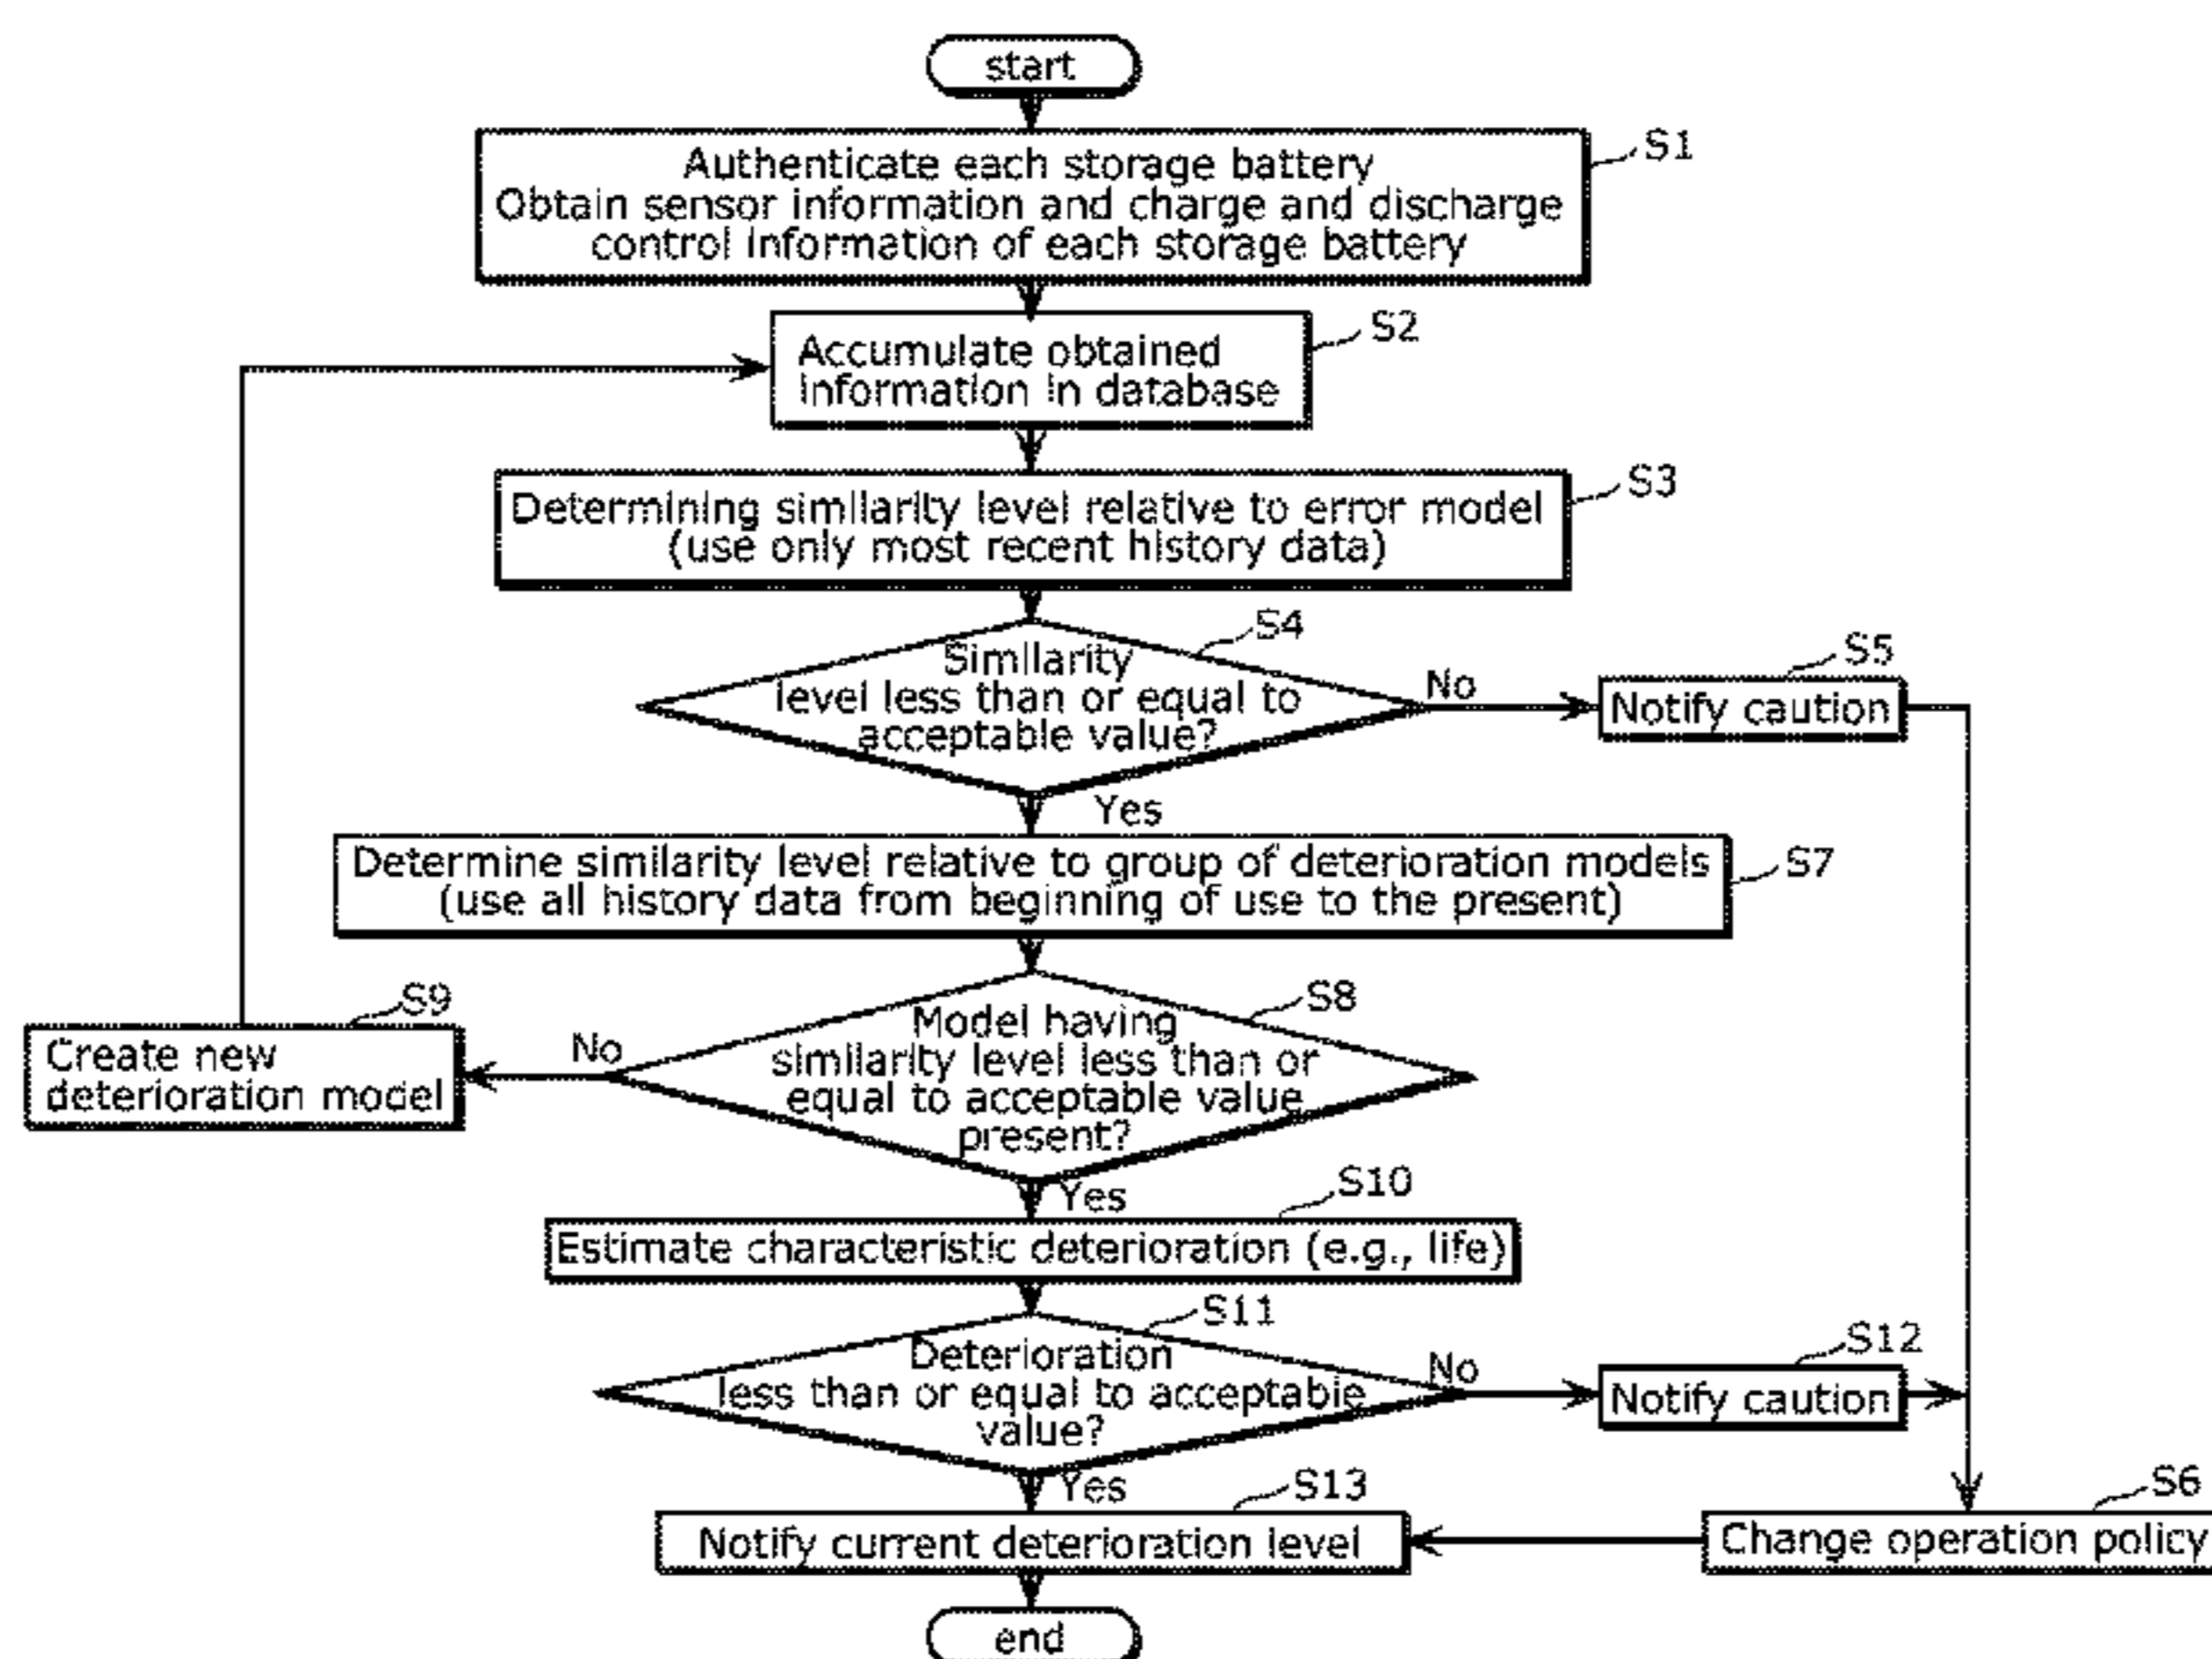 start
Authenticate each storage battery
Obtain sensor information and charge and discharge
control information of each storage battery
S1
Accumulate obtained
information in database
S2
Determining similarity level relative to error model
(use only most recent history data)
S3
Similarity
level less than or equal to
acceptable value?
S4
No
Notify caution
S5
Yes
Determine similarity level relative to group of deterioration models
(use all history data from beginning of use to the present)
S7
Model having
similarity level less than or
equal to acceptable value
present?
S8
No
Create new
deterioration model
S9
Yes
Estimate characteristic deterioration (e.g., life)
S10
Deterioration
less than or equal to acceptable
value?
S11
No
Notify caution
S12
Yes
Notify current deterioration level
S13
Change operation policy
S6
end